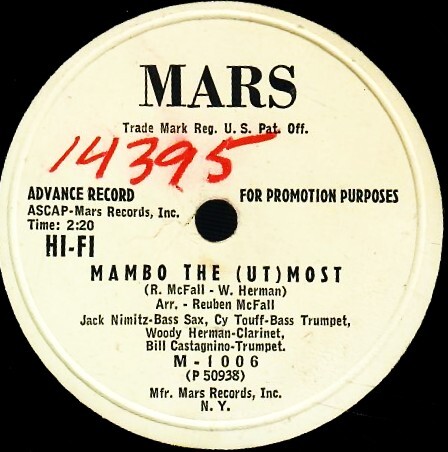 MARS
Trade Mark Reg. U. S. Pat. Off.
14395
ADVANCE RECORD FOR PROMOTION PURPOSES
ASCAP-Mars Records, Inc.
Time: 2:20
HI-FI
MAMBO THE (UT)MOST
(R. McFall - W. Herman)
Arr. - Reuben McFall
Jack Nimitz-Bass Sax, Cy Touff-Bass Trumpet,
Woody Herman-Clarinet,
Bill Castagnino-Trumpet.
M-1006
(P 50938)
Mfr. Mars Records, Inc.
N. Y.